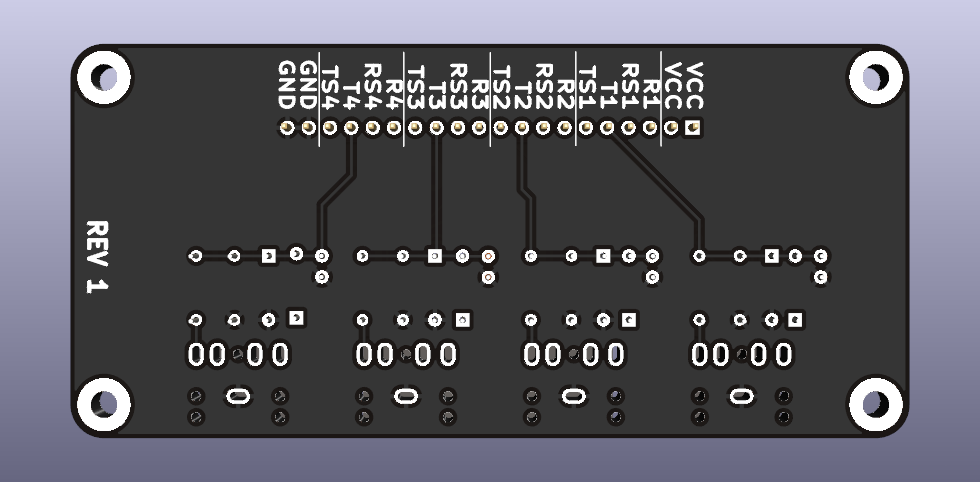 GND
GND
TS4
T4
RS4
R4
TS3
T3
RS3
R3
TS2
T2
RS2
R2
TS1
T1
RS1
R1
VCC
VCC
REV 1